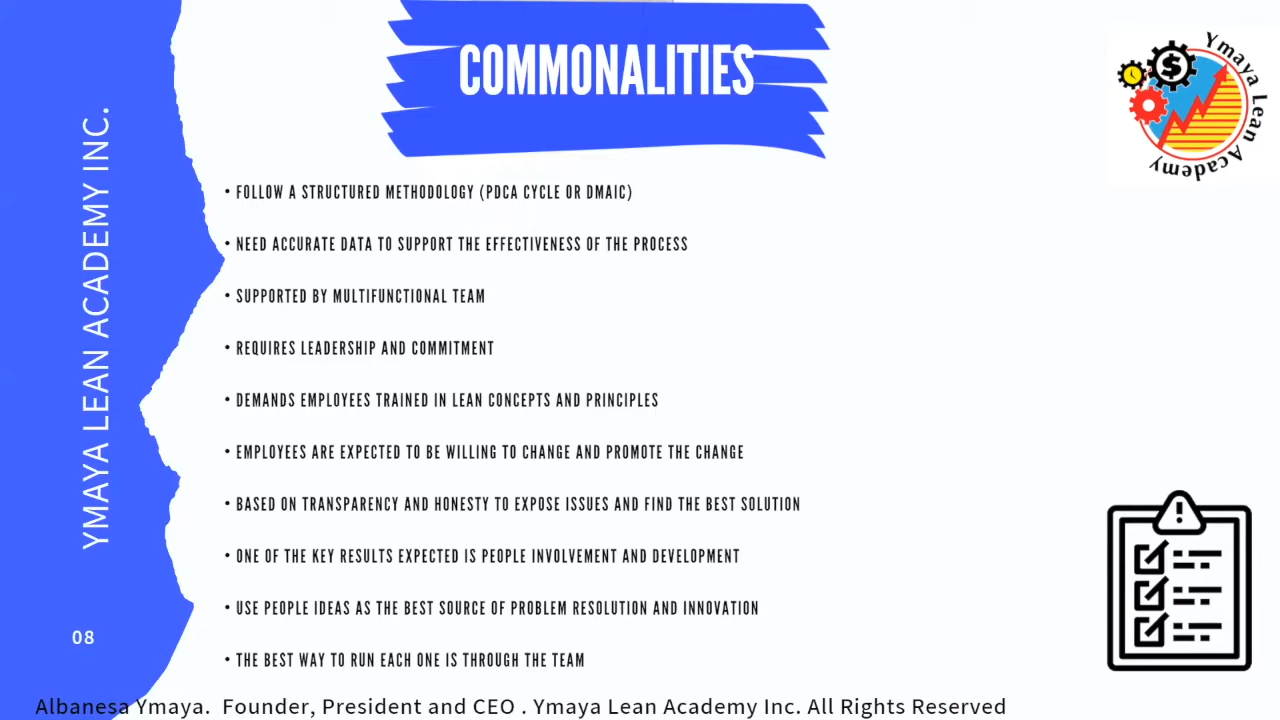 COMMONALITIES
Ymaya Lean Academy
$
YMAYA LEAN ACADEMY INC.
• FOLLOW A STRUCTURED METHODOLOGY (PDCA CYCLE OR DMAIC)
• NEED ACCURATE DATA TO SUPPORT THE EFFECTIVENESS OF THE PROCESS
• SUPPORTED BY MULTIFUNCTIONAL TEAM
• REQUIRES LEADERSHIP AND COMMITMENT
• DEMANDS EMPLOYEES TRAINED IN LEAN CONCEPTS AND PRINCIPLES
• EMPLOYEES ARE EXPECTED TO BE WILLING TO CHANGE AND PROMOTE THE CHANGE
• BASED ON TRANSPARENCY AND HONESTY TO EXPOSE ISSUES AND FIND THE BEST SOLUTION
• ONE OF THE KEY RESULTS EXPECTED IS PEOPLE INVOLVEMENT AND DEVELOPMENT
• USE PEOPLE IDEAS AS THE BEST SOURCE OF PROBLEM RESOLUTION AND INNOVATION
• THE BEST WAY TO RUN EACH ONE IS THROUGH THE TEAM
!
08
Albanesa Ymaya. Founder, President and CEO . Ymaya Lean Academy Inc. All Rights Reserved